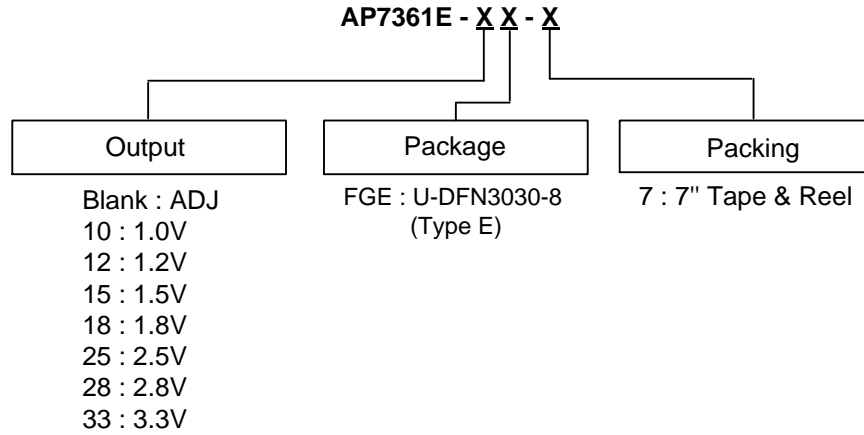 AP7361E - X X - X
Output
Package
Packing
Blank : ADJ
10 : 1.0V
12 : 1.2V
15 : 1.5V
18 : 1.8V
25 : 2.5V
28 : 2.8V
33 : 3.3V
FGE : U-DFN3030-8
(Type E)
7 : 7" Tape & Reel